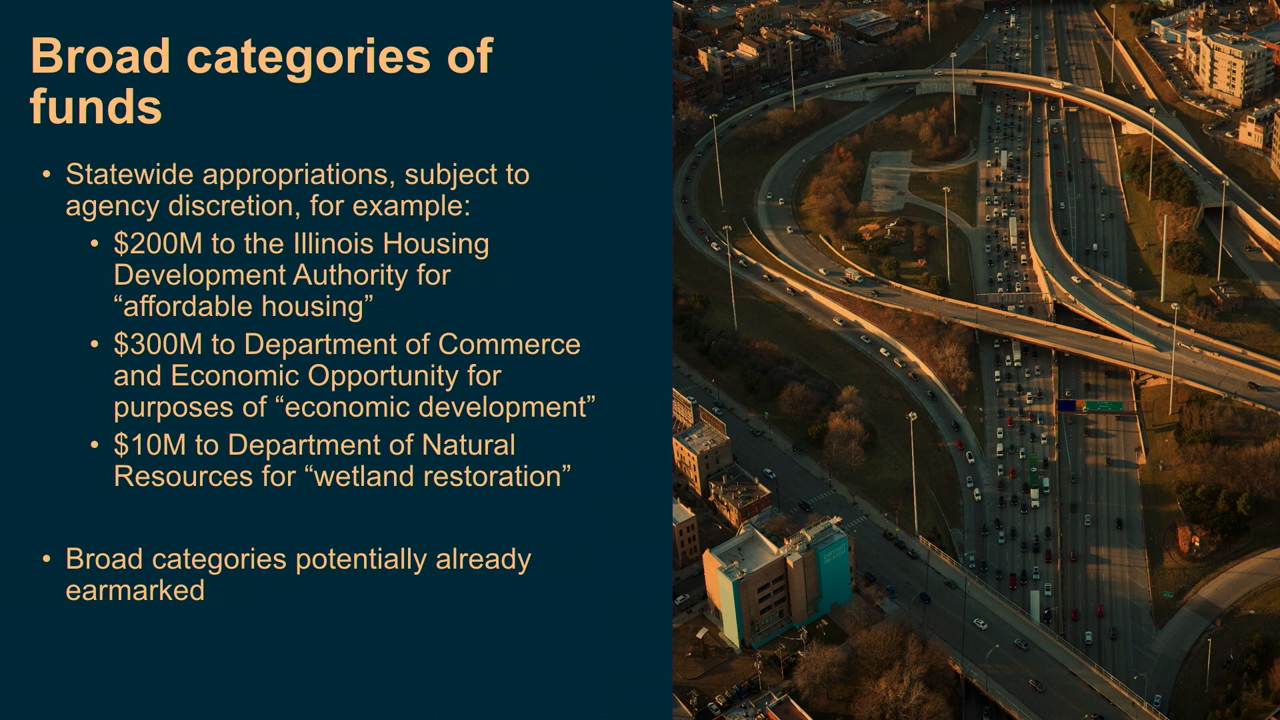 Broad categories of
funds
• Statewide appropriations, subject to
agency discretion, for example:
• $200M to the Illinois Housing
Development Authority for
“affordable housing”
• $300M to Department of Commerce
and Economic Opportunity for
purposes of “economic development”
• $10M to Department of Natural
Resources for “wetland restoration”
• Broad categories potentially already
earmarked